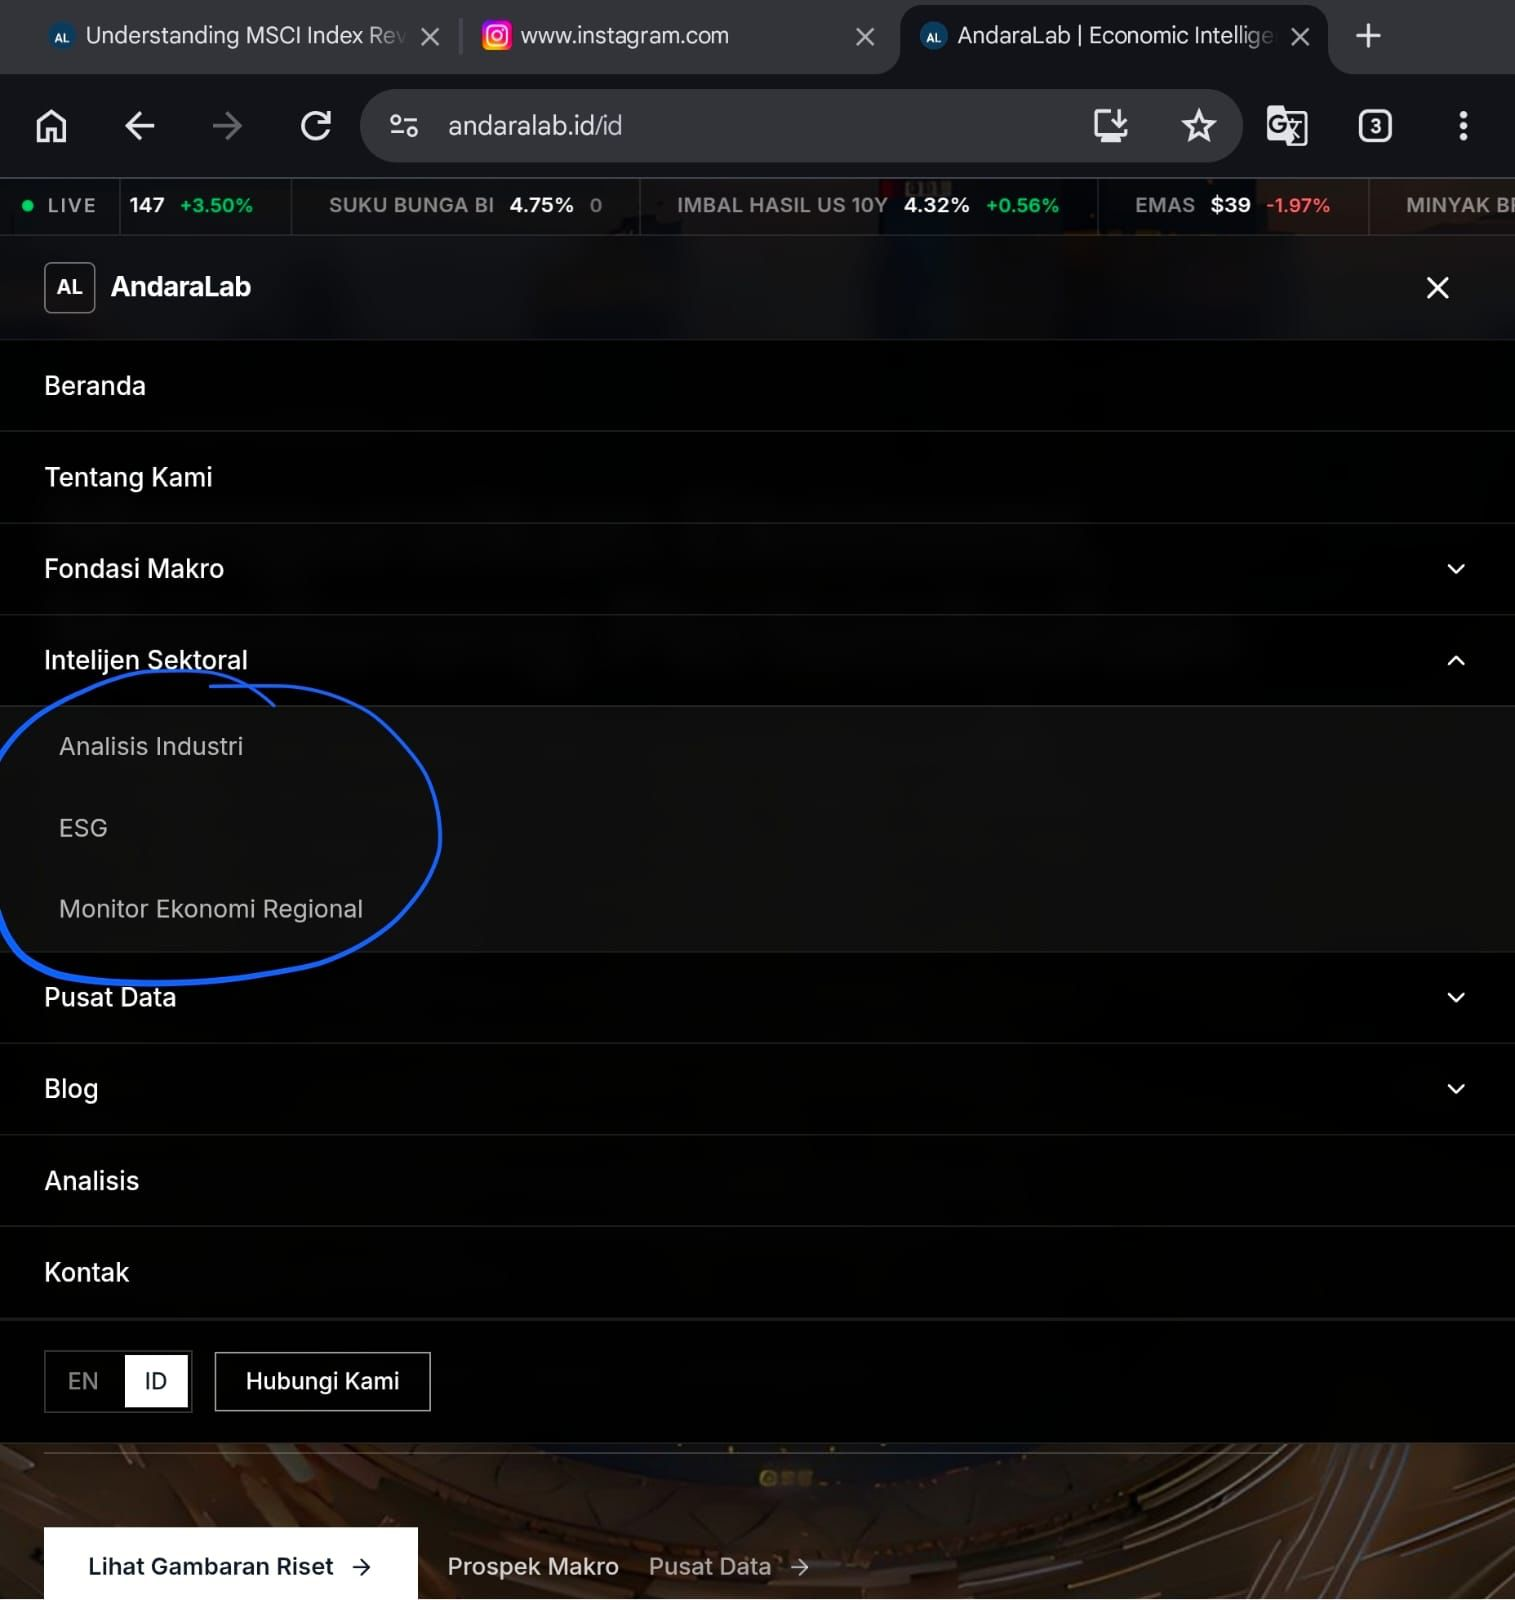 AL Understanding MSCI Index Rev
www.instagram.com
AL AndaraLab | Economic Intellige
andaralab.id/id
3
LIVE 147 +3.50% SUKU BUNGA BI 4.75% 0 IMBAL HASIL US 10Y 4.32% +0.56% EMAS $39 -1.97% MINYAK BR
AL AndaraLab
Beranda
Tentang Kami
Fondasi Makro
Intelijen Sektoral
Analisis Industri
ESG
Monitor Ekonomi Regional
Pusat Data
Blog
Analisis
Kontak
EN ID Hubungi Kami
Lihat Gambaran Riset → Prospek Makro Pusat Data →